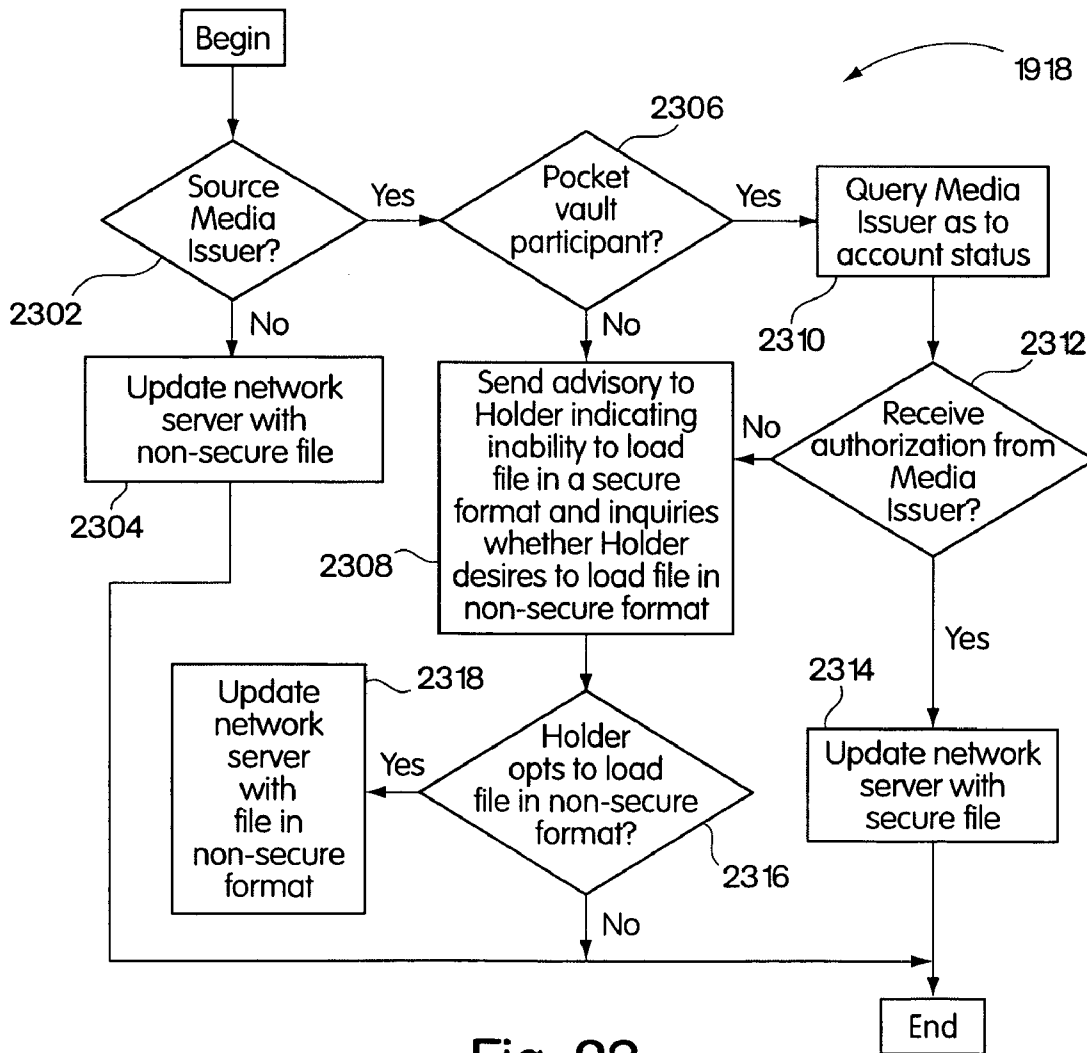 Begin
1918
2306
Source
Media
Issuer?
Yes
Pocket
vault
participant?
Yes
Query Media
Issuer as to
account status
2302
No
No
2310
2312
Update network
server with
non-secure file
2304
Send advisory to
Holder indicating
inability to load
file in a secure
format and inquiries
whether Holder
desires to load file in
non-secure format
2308
No
Receive
authorization from
Media
Issuer?
Yes
2318
Update
network
server
with
file in
non-secure
format
Yes
Holder
opts to load
file in non-secure
format?
2316
No
2314
Update network
server with
secure file
End